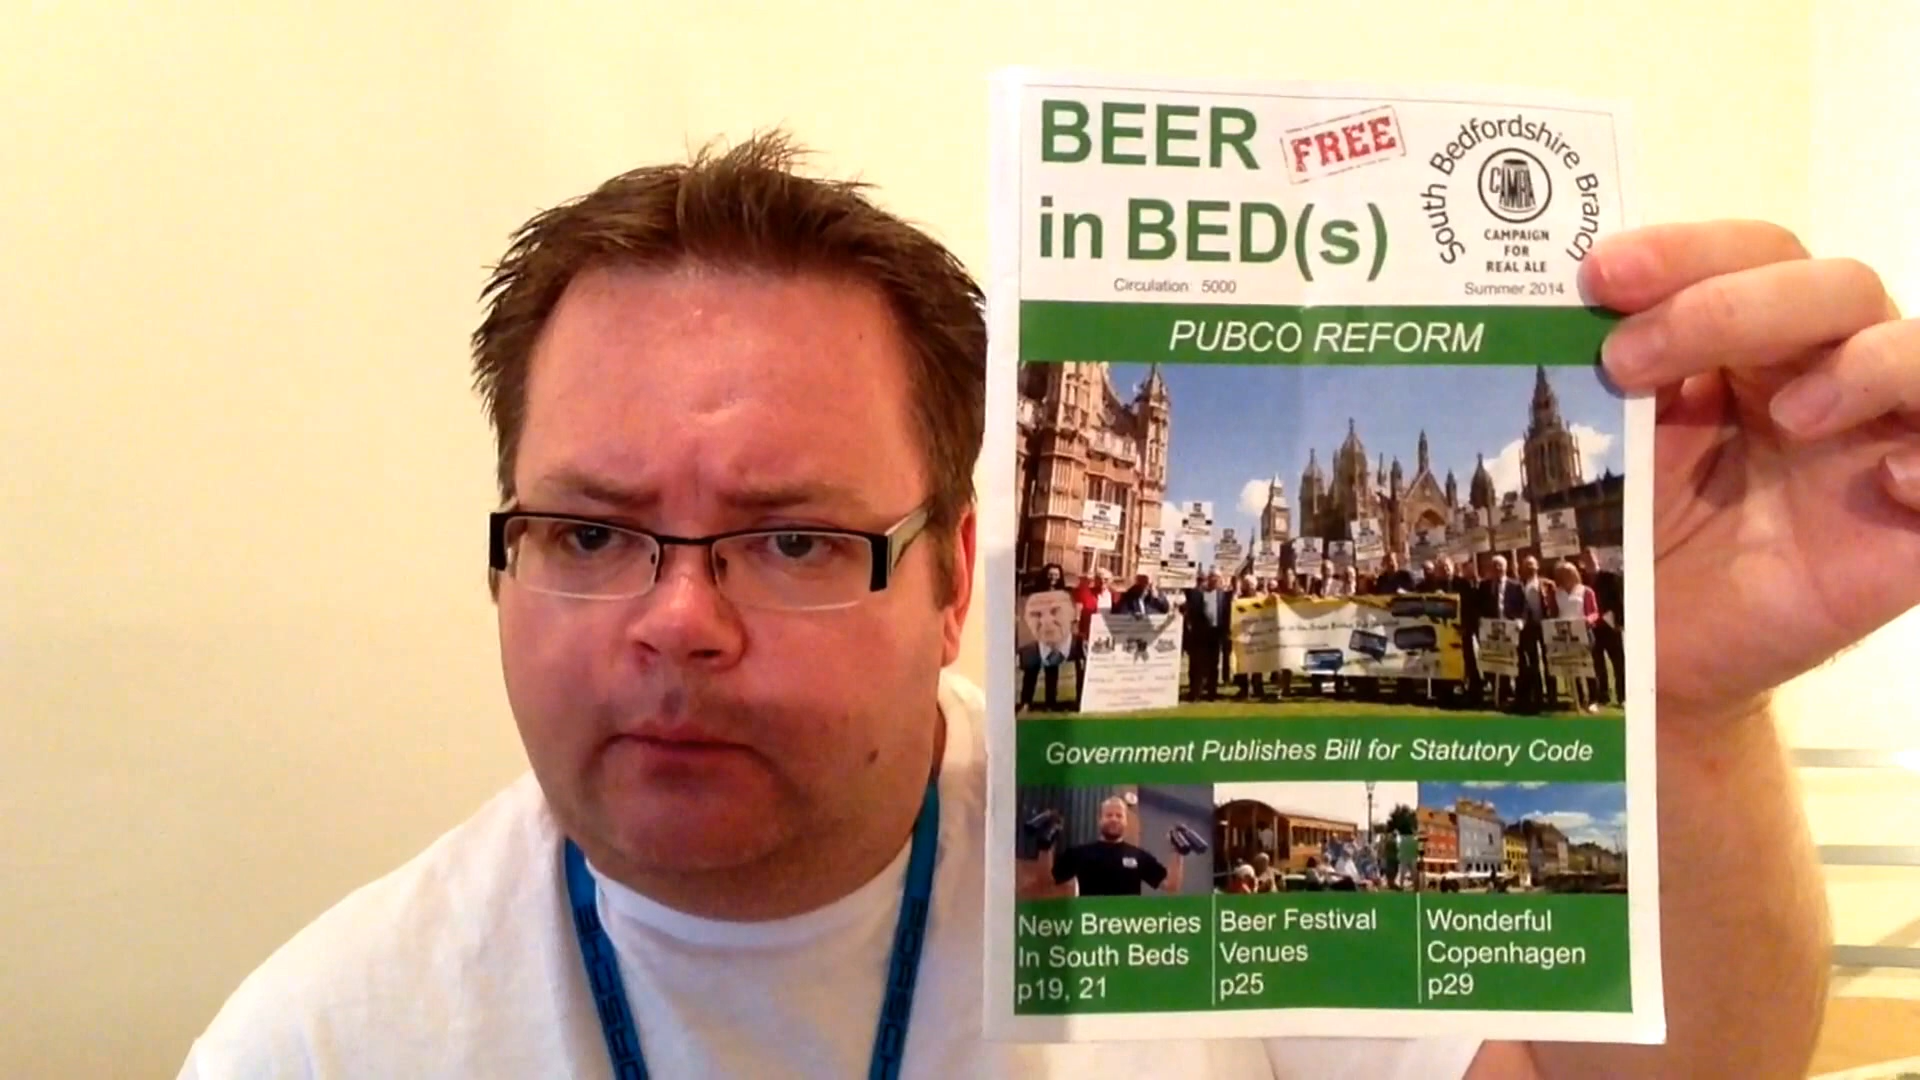 BEER
FREE
in BED(s)
South Bedfordshire Branch
CAMRA
CAMPAIGN
FOR
REAL ALE
Circulation: 5000
Summer 2014
PUBCO REFORM
Government Publishes Bill for Statutory Code
New Breweries
In South Beds
p19, 21
Beer Festival
Venues
p25
Wonderful
Copenhagen
p29